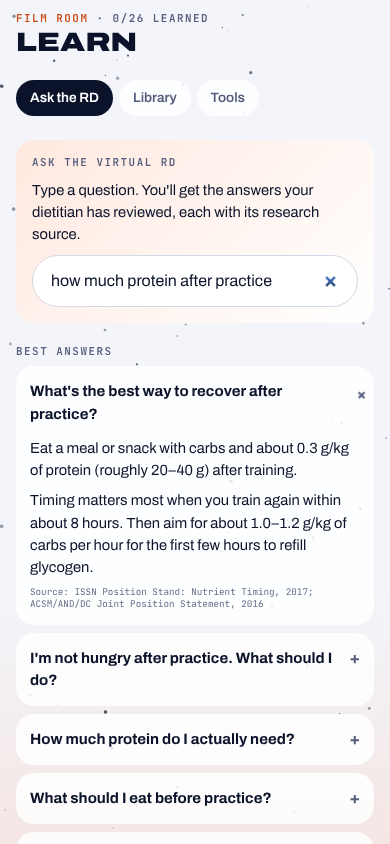 FILM ROOM · 0/26 LEARNED
LEARN
Ask the RD
Library
Tools
ASK THE VIRTUAL RD
Type a question. You'll get the answers your
dietitian has reviewed, each with its research
source.
how much protein after practice ×
BEST ANSWERS
What's the best way to recover after
practice? ×
Eat a meal or snack with carbs and about 0.3 g/kg
of protein (roughly 20–40 g) after training.
Timing matters most when you train again within
about 8 hours. Then aim for about 1.0–1.2 g/kg of
carbs per hour for the first few hours to refill
glycogen.
Source: ISSN Position Stand: Nutrient Timing, 2017;
ACSM/AND/DC Joint Position Statement, 2016
I'm not hungry after practice. What should I +
do?
How much protein do I actually need? +
What should I eat before practice? +